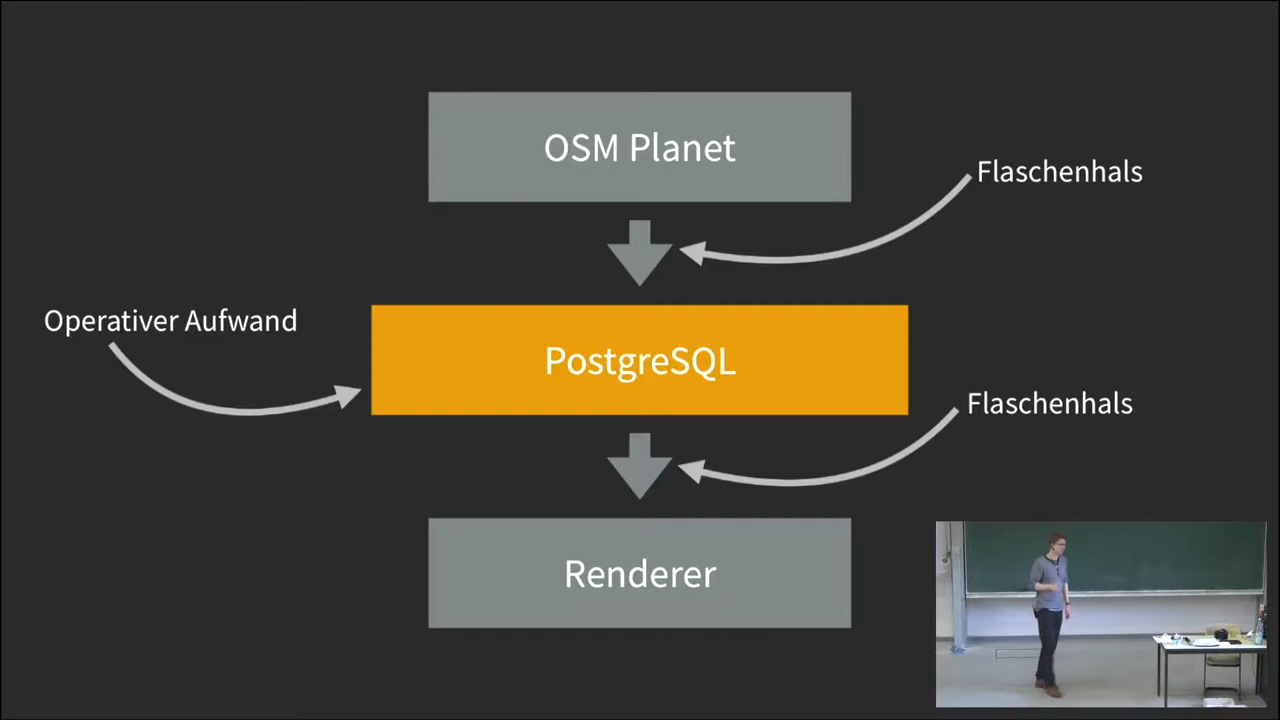 OSM Planet
Flaschenhals
Operativer Aufwand
PostgreSQL
Flaschenhals
Renderer